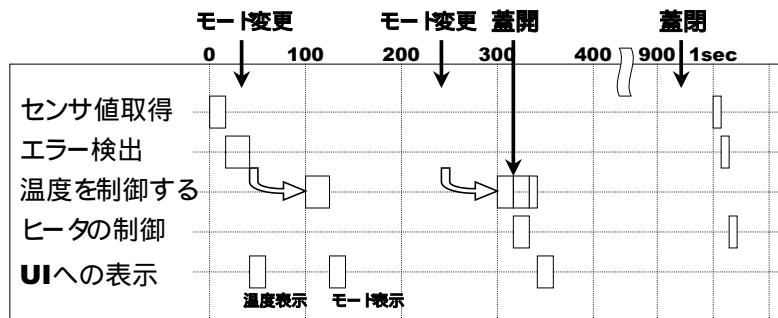 モード変更 モード変更 蓋開 蓋閉
0 100 200 300 400 900 1sec
センサ値取得
エラー検出
温度を制御する
ヒータの制御
UIへの表示
温度表示 モード表示